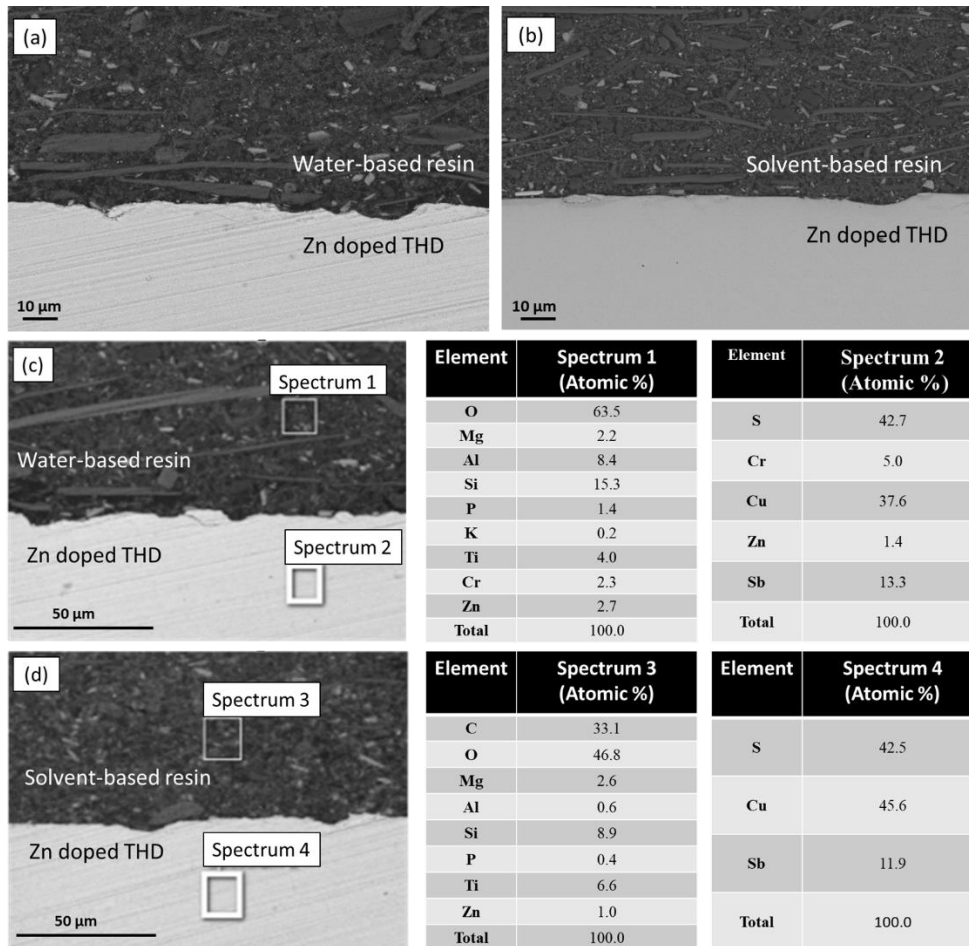 (a)
Water-based resin
Zn doped THD
10 µm
(b)
Solvent-based resin
Zn doped THD
10 µm
(c)
Spectrum 1
Water-based resin
Zn doped THD
Spectrum 2
50 µm
Element Spectrum 1
(Atomic %)
O 63.5
Mg 2.2
Al 8.4
Si 15.3
P 1.4
K 0.2
Ti 4.0
Cr 2.3
Zn 2.7
Total 100.0
Element Spectrum 2
(Atomic %)
S 42.7
Cr 5.0
Cu 37.6
Zn 1.4
Sb 13.3
Total 100.0
(d)
Spectrum 3
Solvent-based resin
Zn doped THD
Spectrum 4
50 µm
Element Spectrum 3
(Atomic %)
C 33.1
O 46.8
Mg 2.6
Al 0.6
Si 8.9
P 0.4
Ti 6.6
Zn 1.0
Total 100.0
Element Spectrum 4
(Atomic %)
S 42.5
Cu 45.6
Sb 11.9
Total 100.0